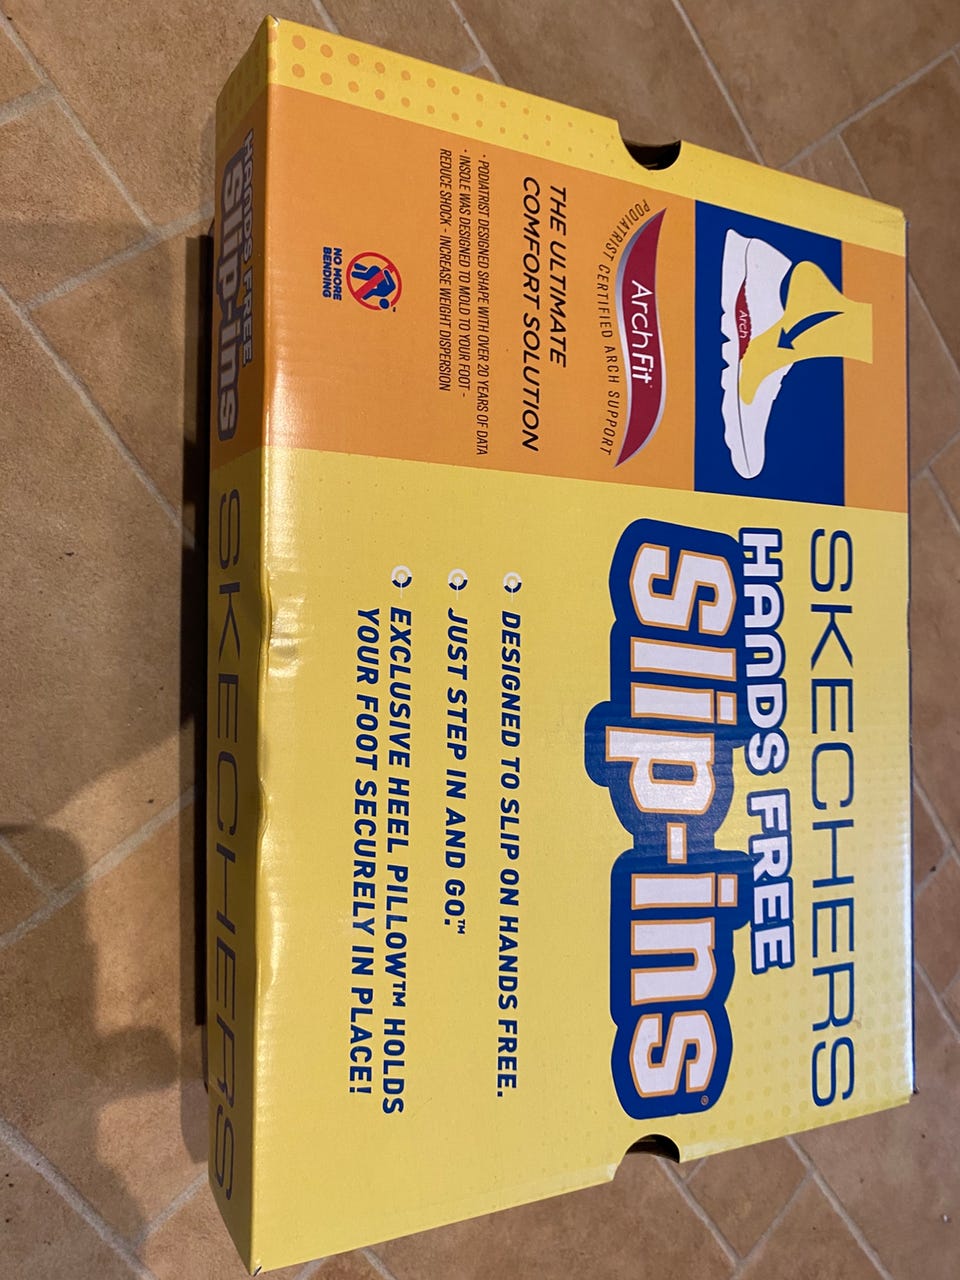 SKECHERS
HANDS FREE
Slip-ins®
DESIGNED TO SLIP ON HANDS FREE.
JUST STEP IN AND GO.™
EXCLUSIVE HEEL PILLOW™ HOLDS
YOUR FOOT SECURELY IN PLACE!
Arch
Arch Fit
PODIATRIST CERTIFIED ARCH SUPPORT
THE ULTIMATE
COMFORT SOLUTION
• PODIATRIST DESIGNED SHAPE WITH OVER 20 YEARS OF DATA
• INSOLE WAS DESIGNED TO MOLD TO YOUR FOOT -
REDUCE SHOCK - INCREASE WEIGHT DISPERSION
NO MORE
BENDING™
HANDS FREE
Slip-ins
SKECHERS